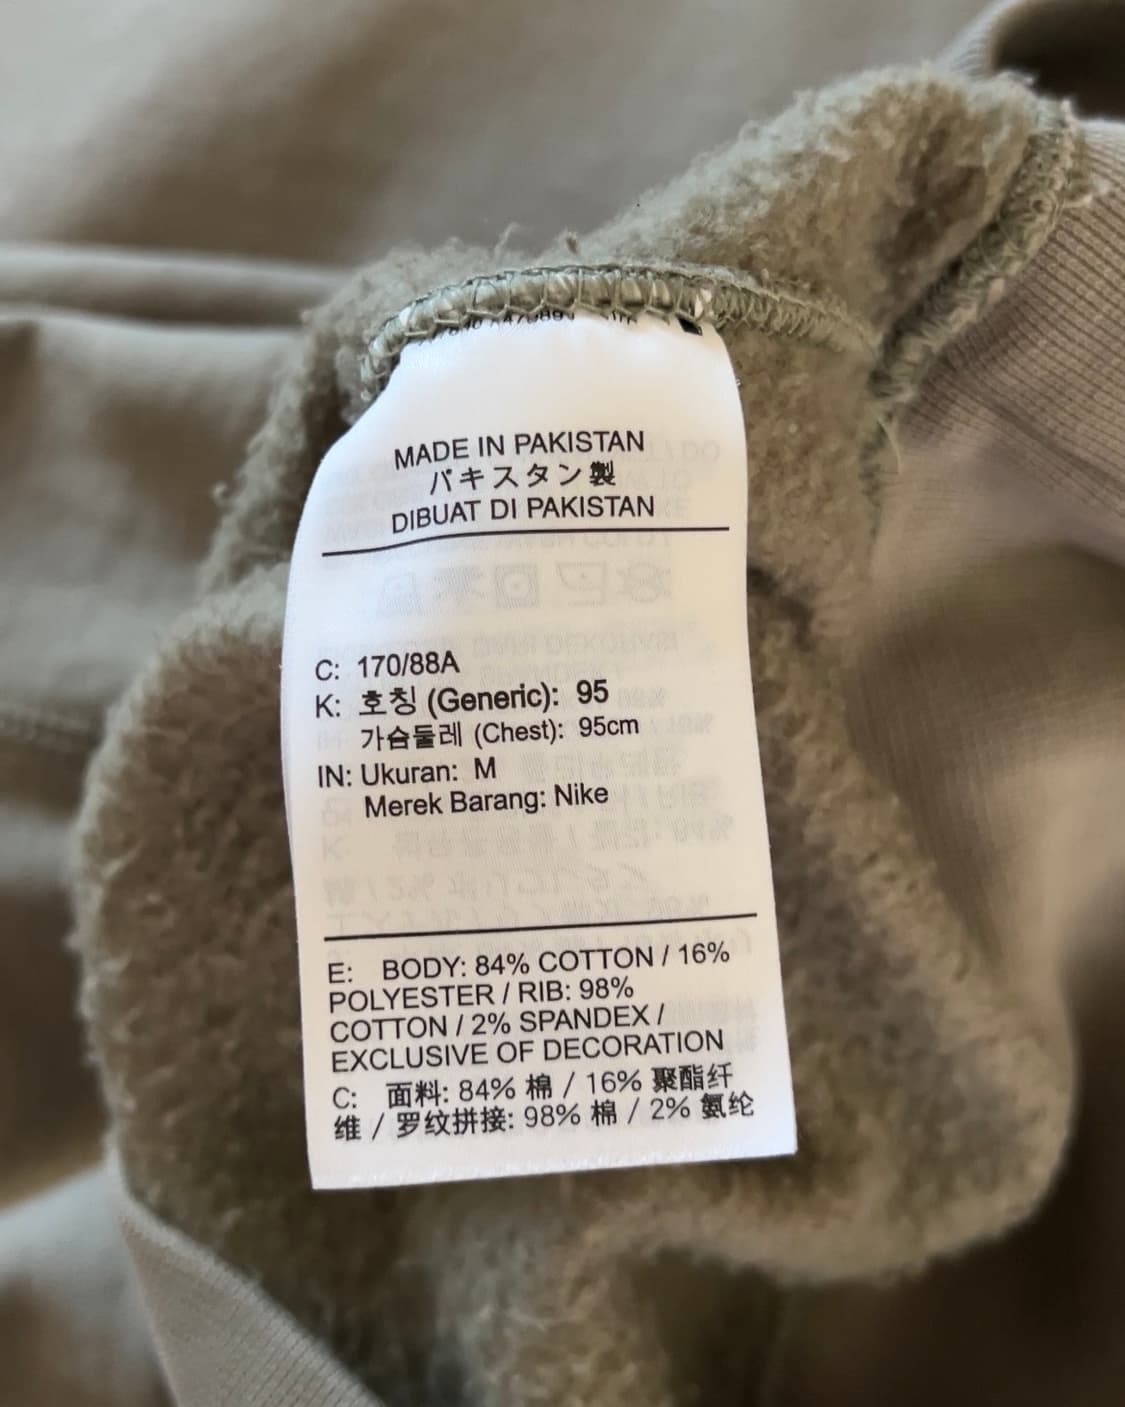 MADE IN PAKISTAN
パキスタン製
DIBUAT DI PAKISTAN
C: 170/88A
K: 호칭 (Generic): 95
가슴둘레 (Chest): 95cm
IN: Ukuran: M
Merek Barang: Nike
E: BODY: 84% COTTON / 16%
POLYESTER / RIB: 98%
COTTON / 2% SPANDEX /
EXCLUSIVE OF DECORATION
C: 面料: 84% 棉 / 16% 聚酯纤
维 / 罗纹拼接: 98% 棉 / 2% 氨纶